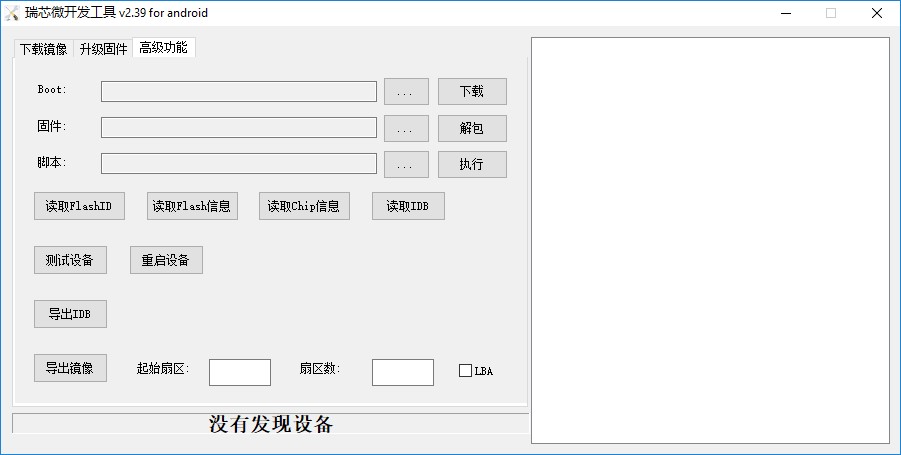 瑞芯微开发工具 v2.39 for android
下载镜像 升级固件 高级功能
Boot: ... 下载
固件: ... 解包
脚本: ... 执行
读取FlashID 读取Flash信息 读取Chip信息 读取IDB
测试设备 重启设备
导出IDB
导出镜像 起始扇区: 扇区数: LBA
没有发现设备